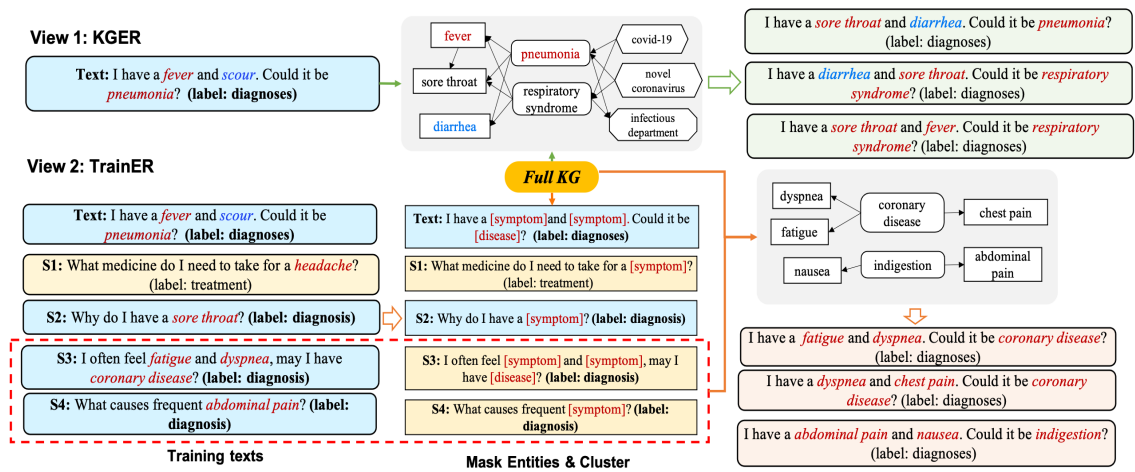 View 1: KGER
Text: I have a fever and scour. Could it be
pneumonia? (label: diagnoses)
fever
sore throat
diarrhea
pneumonia
respiratory
syndrome
covid-19
novel
coronavirus
infectious
department
I have a sore throat and diarrhea. Could it be pneumonia?
(label: diagnoses)
I have a diarrhea and sore throat. Could it be respiratory
syndrome? (label: diagnoses)
I have a sore throat and fever. Could it be respiratory
syndrome? (label: diagnoses)
View 2: TrainER
Full KG
Text: I have a fever and scour. Could it be
pneumonia? (label: diagnoses)
S1: What medicine do I need to take for a headache?
(label: treatment)
S2: Why do I have a sore throat? (label: diagnosis)
S3: I often feel fatigue and dyspnea, may I have
coronary disease? (label: diagnosis)
S4: What causes frequent abdominal pain? (label:
diagnosis)
Training texts
Text: I have a [symptom]and [symptom]. Could it be
[disease]? (label: diagnoses)
S1: What medicine do I need to take for a [symptom]?
(label: treatment)
S2: Why do I have a [symptom]? (label: diagnosis)
S3: I often feel [symptom] and [symptom], may I
have [disease]? (label: diagnosis)
S4: What causes frequent [symptom]? (label:
diagnosis)
Mask Entities & Cluster
dyspnea
fatigue
nausea
coronary
disease
indigestion
chest pain
abdominal
pain
I have a fatigue and dyspnea. Could it be coronary disease?
(label: diagnoses)
I have a dyspnea and chest pain. Could it be coronary
disease? (label: diagnoses)
I have a abdominal pain and nausea. Could it be indigestion?
(label: diagnoses)